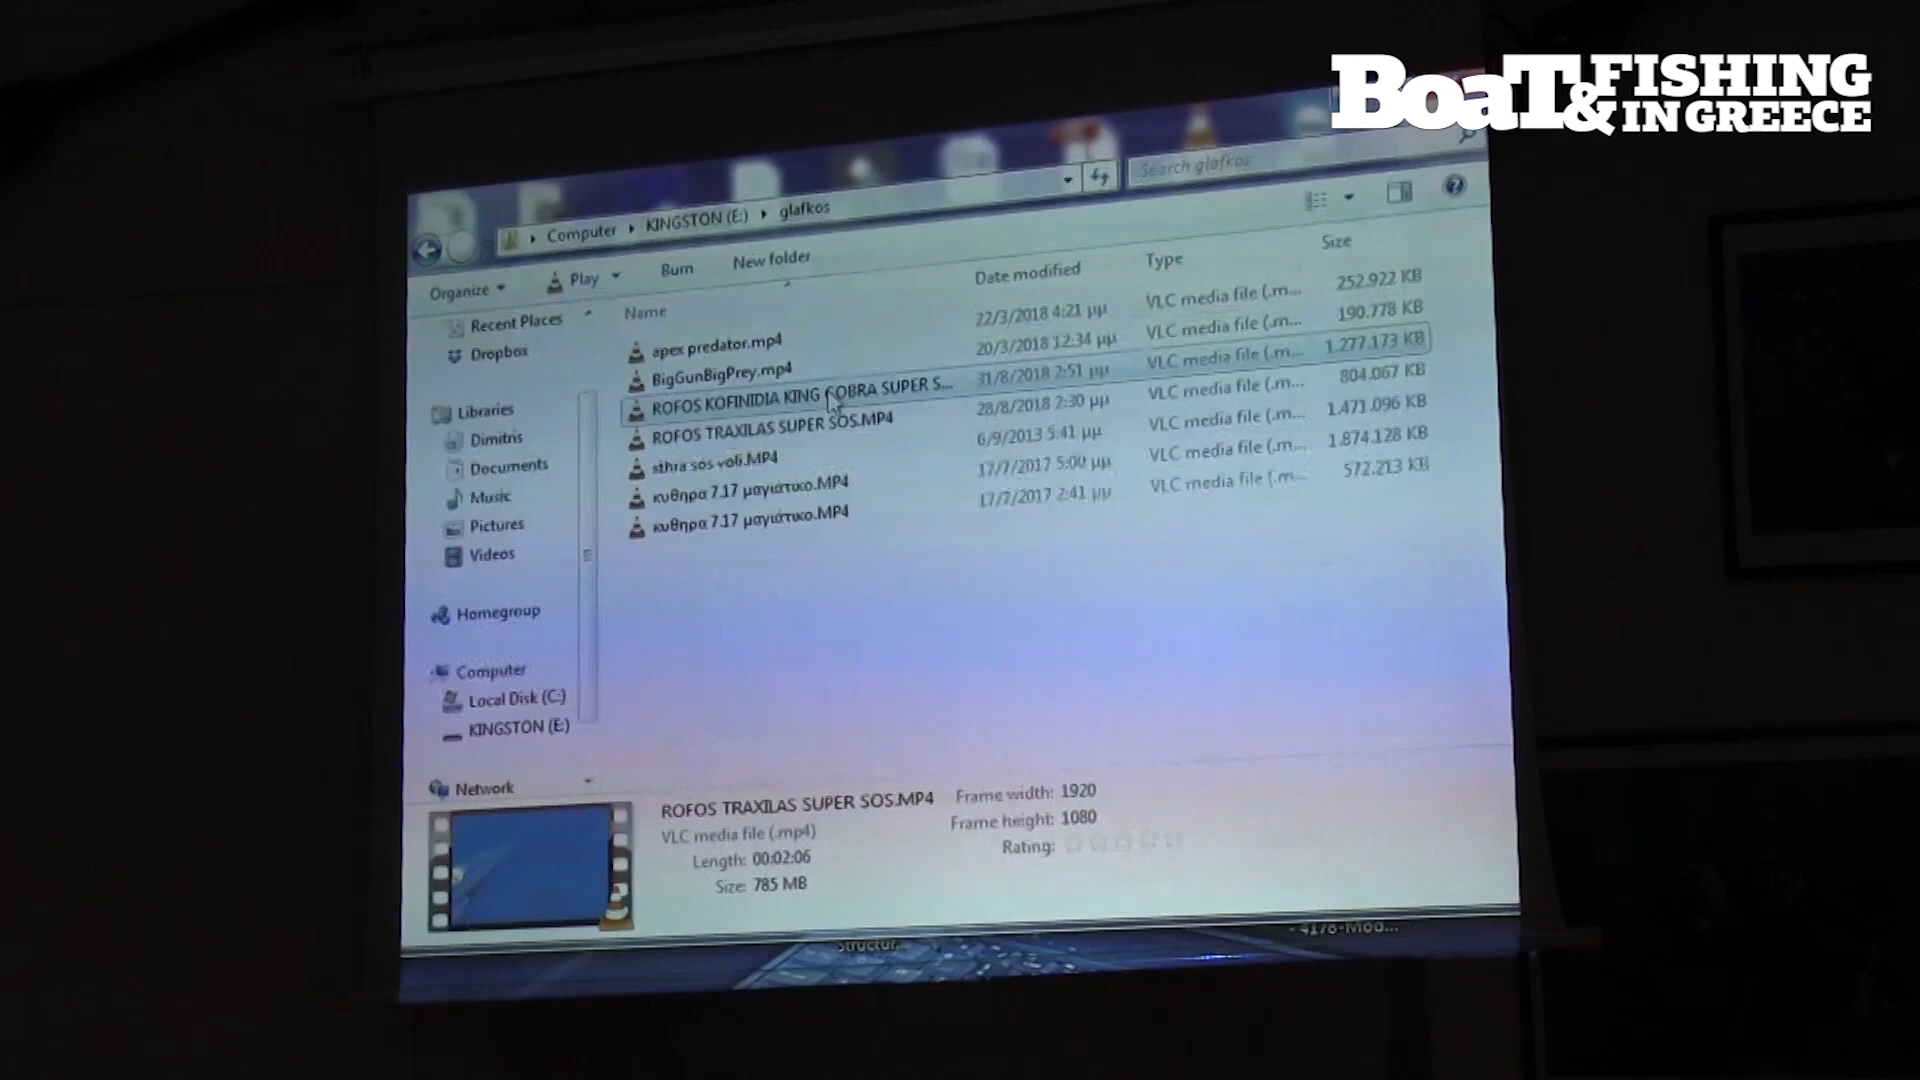 BoaT & FISHING IN GREECE
Computer ▸ KINGSTON (E:) ▸ glafkos
Search glafkos
Organize Play Burn New folder
Name Date modified Type Size
apex predator.mp4 22/3/2018 4:21 μμ VLC media file (.m... 252.922 KB
BigGunBigPrey.mp4 20/3/2018 12:34 μμ VLC media file (.m... 190.778 KB
ROFOS KOFINIDIA KING COBRA SUPER S... 31/8/2018 2:51 μμ VLC media file (.m... 1.277.173 KB
ROFOS TRAXILAS SUPER SOS.MP4 28/8/2018 2:30 μμ VLC media file (.m... 804.067 KB
sthra sos voli.MP4 6/9/2013 5:41 μμ VLC media file (.m... 1.471.096 KB
κυθηρα 7.17 μαγιάτικο.MP4 17/7/2017 5:00 μμ VLC media file (.m... 1.874.128 KB
κυθηρα 7.17 μαγιάτικο.MP4 17/7/2017 2:41 μμ VLC media file (.m... 572.213 KB
Recent Places
Dropbox
Libraries
Dimitris
Documents
Music
Pictures
Videos
Homegroup
Computer
Local Disk (C:)
KINGSTON (E:)
Network
ROFOS TRAXILAS SUPER SOS.MP4 Frame width: 1920
VLC media file (.mp4) Frame height: 1080
Length: 00:02:06 Rating:
Size: 785 MB
Structur...
- 4178-Mod...